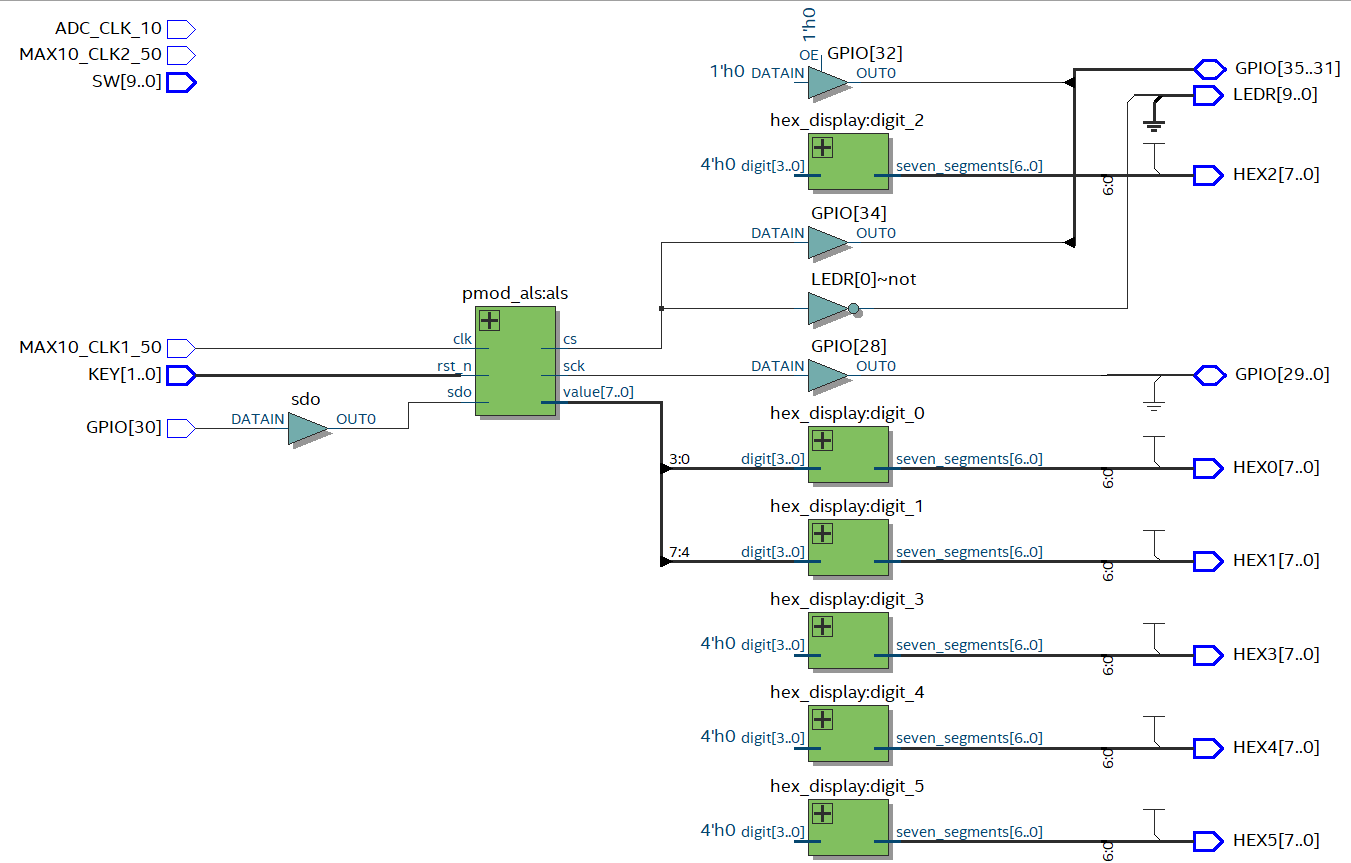 ADC_CLK_10
MAX10_CLK2_50
SW[9..0]
1'h0
OE
GPIO[32]
1'h0 DATAIN OUT0
GPIO[35..31]
LEDR[9..0]
hex_display:digit_2
4'h0 digit[3..0] seven_segments[6..0] 6:0 HEX2[7..0]
GPIO[34]
DATAIN OUT0
LEDR[0]~not
pmod_als:als
MAX10_CLK1_50 clk cs
GPIO[28]
KEY[1..0] rst_n sck DATAIN OUT0 GPIO[29..0]
sdo value[7..0]
sdo
GPIO[30] DATAIN OUT0
hex_display:digit_0
3:0 digit[3..0] seven_segments[6..0] 6:0 HEX0[7..0]
hex_display:digit_1
7:4 digit[3..0] seven_segments[6..0] 6:0 HEX1[7..0]
hex_display:digit_3
4'h0 digit[3..0] seven_segments[6..0] 6:0 HEX3[7..0]
hex_display:digit_4
4'h0 digit[3..0] seven_segments[6..0] 6:0 HEX4[7..0]
hex_display:digit_5
4'h0 digit[3..0] seven_segments[6..0] 6:0 HEX5[7..0]